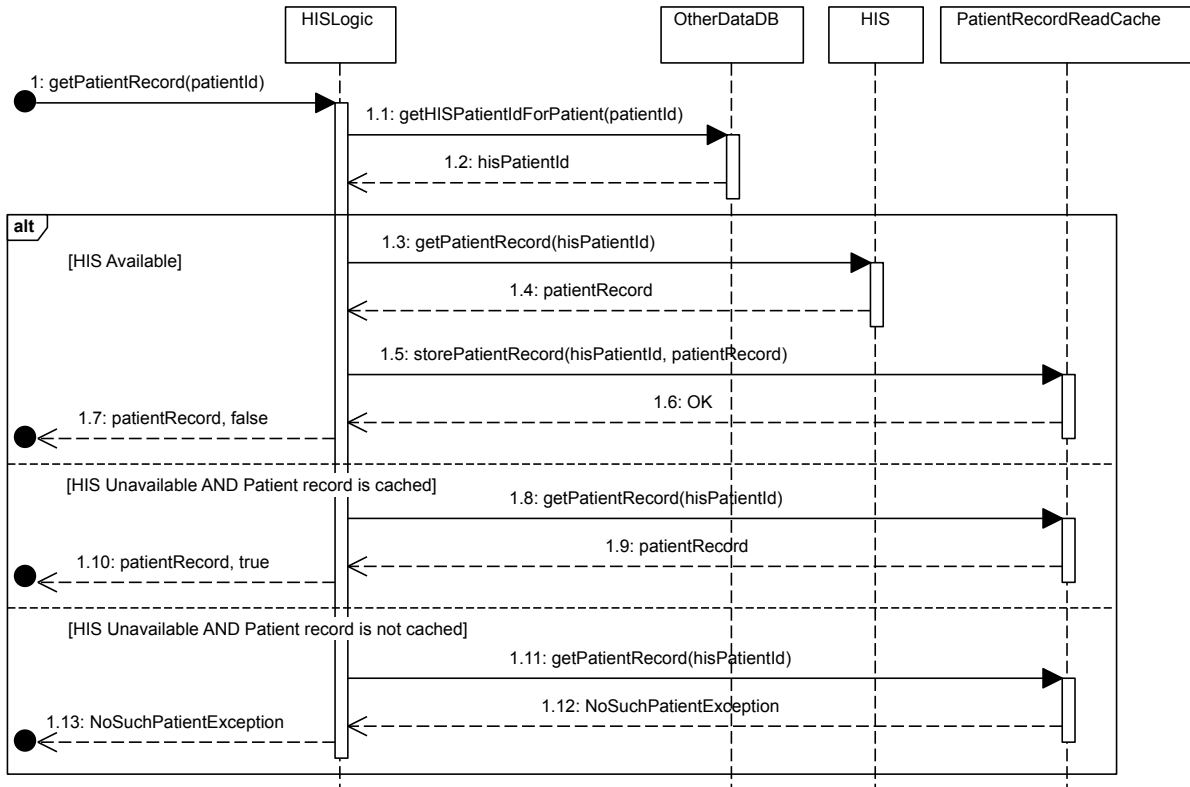 HISLogic
OtherDataDB
HIS
PatientRecordReadCache
1: getPatientRecord(patientId)
1.1: getHISPatientIdForPatient(patientId)
1.2: hisPatientId
alt
[HIS Available]
1.3: getPatientRecord(hisPatientId)
1.4: patientRecord
1.5: storePatientRecord(hisPatientId, patientRecord)
1.6: OK
1.7: patientRecord, false
[HIS Unavailable AND Patient record is cached]
1.8: getPatientRecord(hisPatientId)
1.9: patientRecord
1.10: patientRecord, true
[HIS Unavailable AND Patient record is not cached]
1.11: getPatientRecord(hisPatientId)
1.12: NoSuchPatientException
1.13: NoSuchPatientException